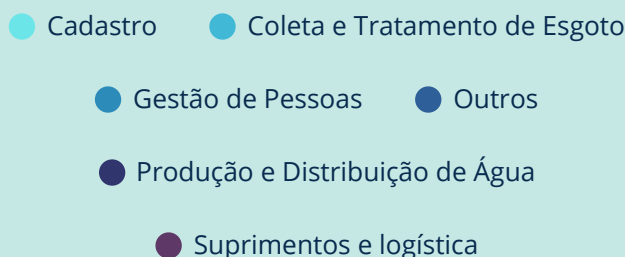 Cadastro Coleta e Tratamento de Esgoto
Gestão de Pessoas Outros
Produção e Distribuição de Água
Suprimentos e logística